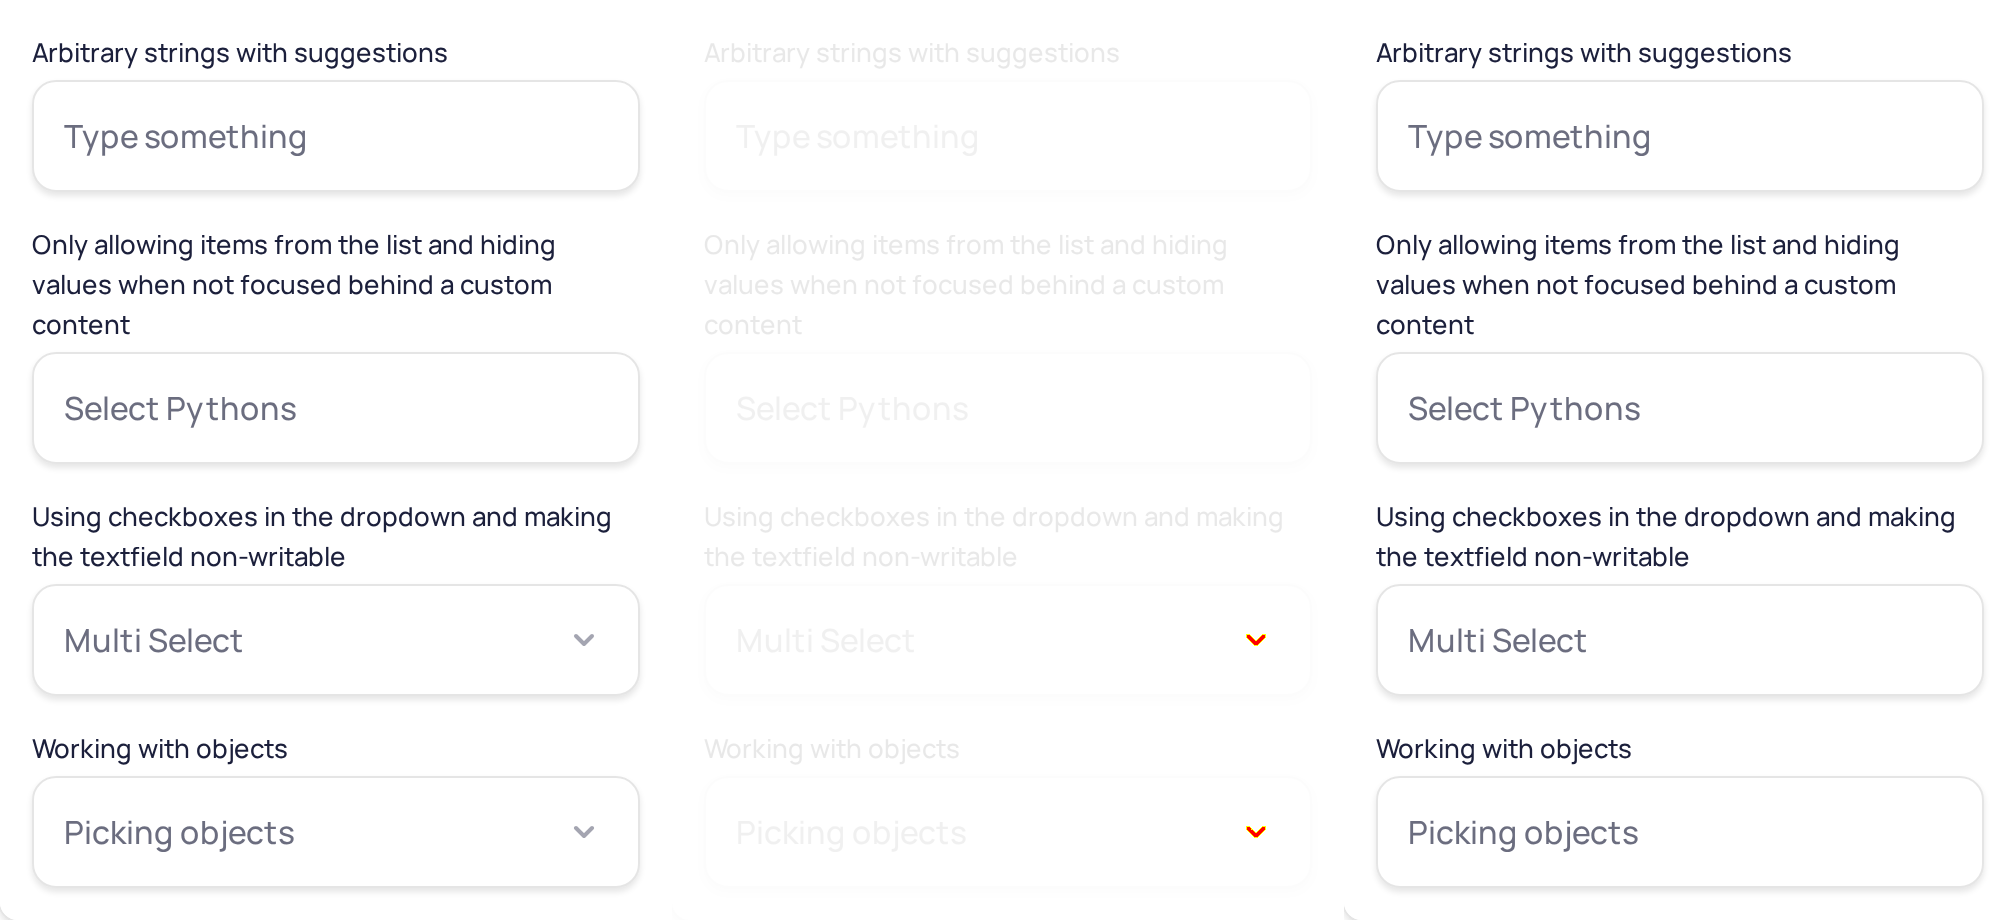 Arbitrary strings with suggestions
Type something
Only allowing items from the list and hiding
values when not focused behind a custom
content
Select Pythons
Using checkboxes in the dropdown and making
the textfield non-writable
Multi Select
Working with objects
Picking objects
Arbitrary strings with suggestions
Type something
Only allowing items from the list and hiding
values when not focused behind a custom
content
Select Pythons
Using checkboxes in the dropdown and making
the textfield non-writable
Multi Select
Working with objects
Picking objects
Arbitrary strings with suggestions
Type something
Only allowing items from the list and hiding
values when not focused behind a custom
content
Select Pythons
Using checkboxes in the dropdown and making
the textfield non-writable
Multi Select
Working with objects
Picking objects